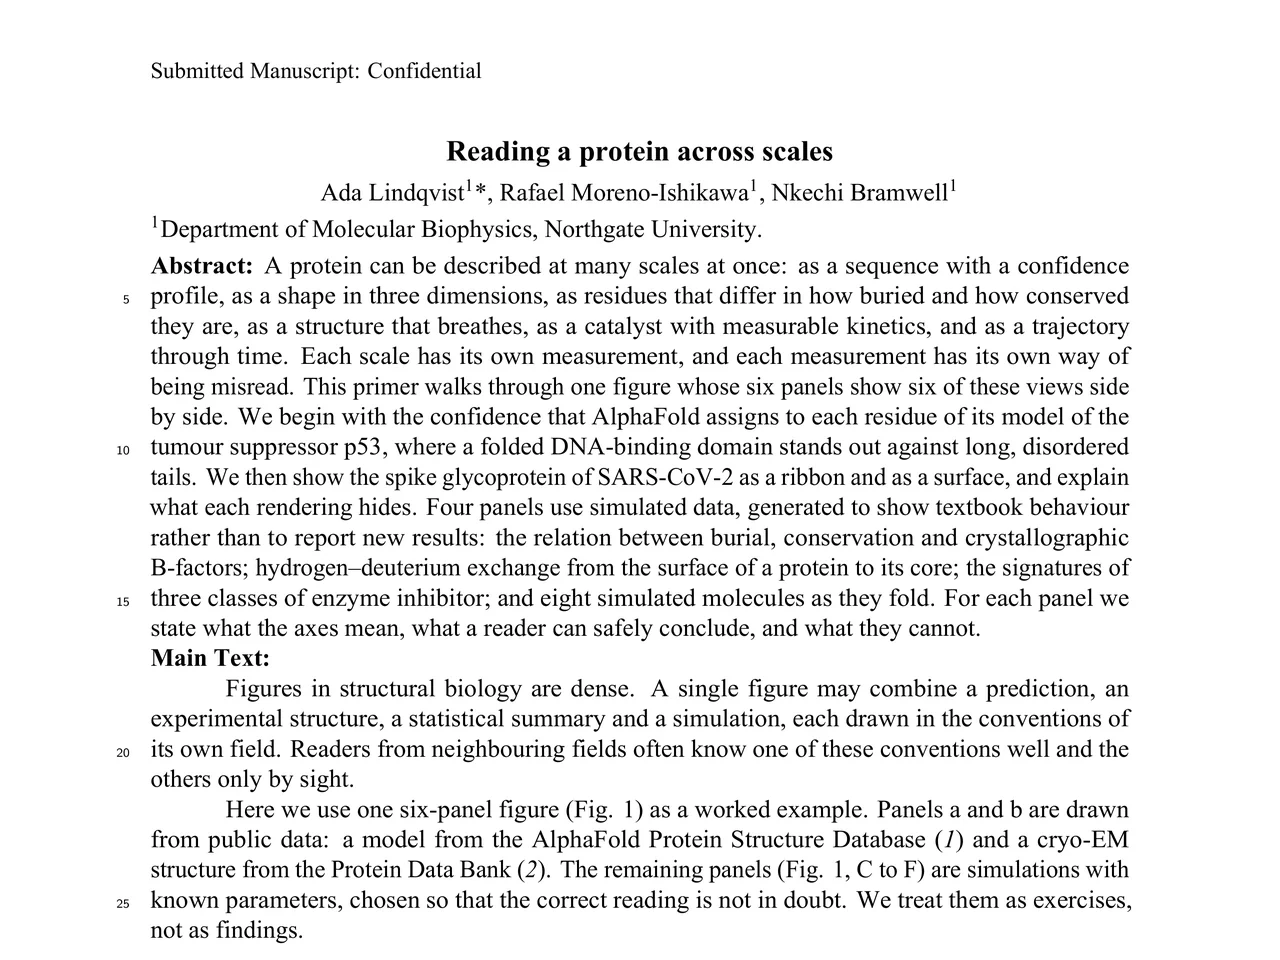 Submitted Manuscript: Confidential
Reading a protein across scales
Ada Lindqvist1*, Rafael Moreno-Ishikawa1, Nkechi Bramwell1
1Department of Molecular Biophysics, Northgate University.
Abstract: A protein can be described at many scales at once: as a sequence with a confidence
5 profile, as a shape in three dimensions, as residues that differ in how buried and how conserved
they are, as a structure that breathes, as a catalyst with measurable kinetics, and as a trajectory
through time. Each scale has its own measurement, and each measurement has its own way of
being misread. This primer walks through one figure whose six panels show six of these views side
by side. We begin with the confidence that AlphaFold assigns to each residue of its model of the
10 tumour suppressor p53, where a folded DNA-binding domain stands out against long, disordered
tails. We then show the spike glycoprotein of SARS-CoV-2 as a ribbon and as a surface, and explain
what each rendering hides. Four panels use simulated data, generated to show textbook behaviour
rather than to report new results: the relation between burial, conservation and crystallographic
B-factors; hydrogen–deuterium exchange from the surface of a protein to its core; the signatures of
15 three classes of enzyme inhibitor; and eight simulated molecules as they fold. For each panel we
state what the axes mean, what a reader can safely conclude, and what they cannot.
Main Text:
Figures in structural biology are dense. A single figure may combine a prediction, an
experimental structure, a statistical summary and a simulation, each drawn in the conventions of
20 its own field. Readers from neighbouring fields often know one of these conventions well and the
others only by sight.
Here we use one six-panel figure (Fig. 1) as a worked example. Panels a and b are drawn
from public data: a model from the AlphaFold Protein Structure Database (1) and a cryo-EM
structure from the Protein Data Bank (2). The remaining panels (Fig. 1, C to F) are simulations with
25 known parameters, chosen so that the correct reading is not in doubt. We treat them as exercises,
not as findings.